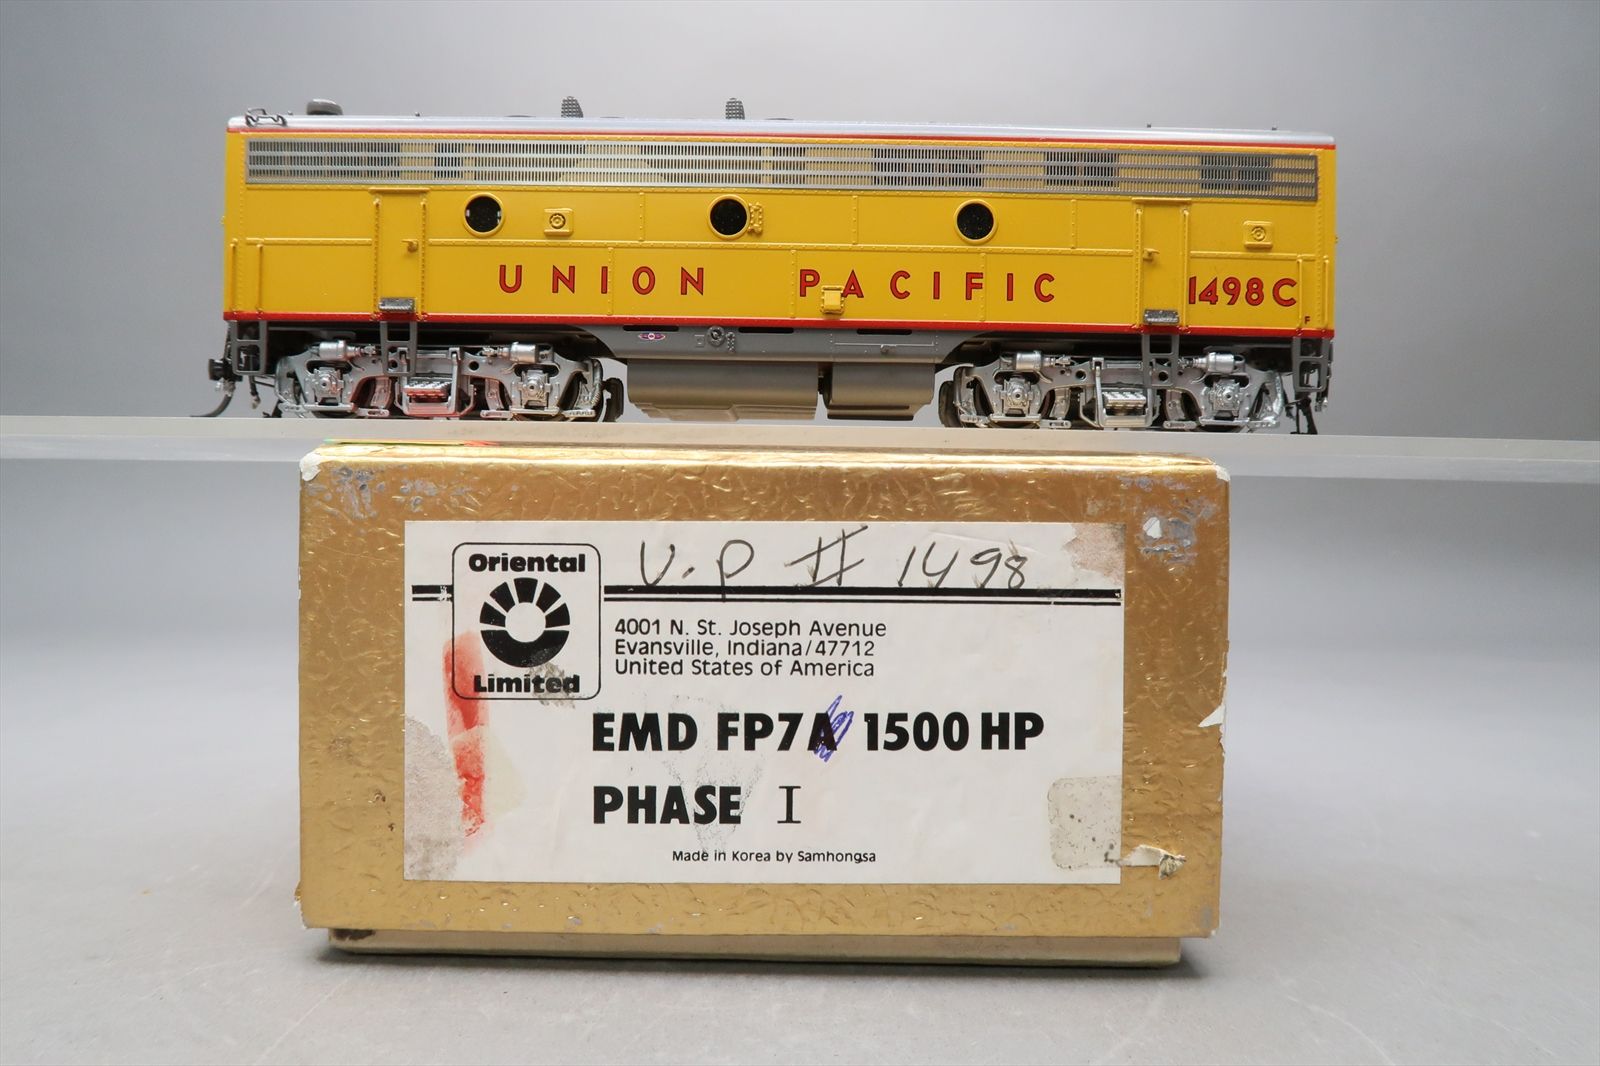 UNION PACIFIC 1498C
F
Oriental
Limited
U.P # 1498
4001 N. St. Joseph Avenue
Evansville, Indiana/47712
United States of America
EMD FP7A 1500 HP
PHASE I
Made in Korea by Samhongsa